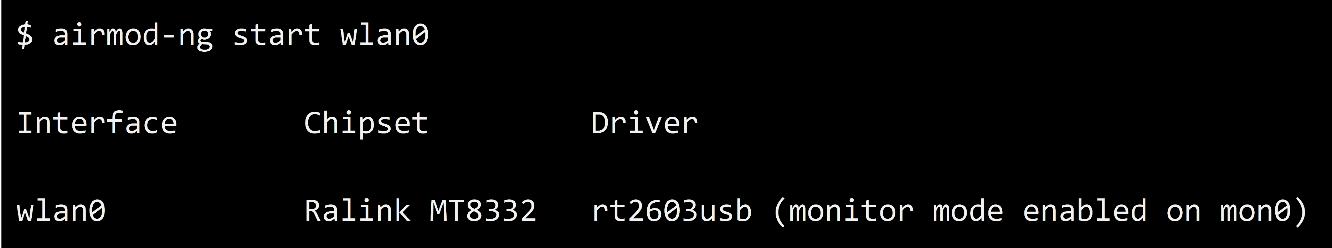 $ airmod-ng start wlan0
Interface Chipset Driver
wlan0 Ralink MT8332 rt2603usb (monitor mode enabled on mon0)